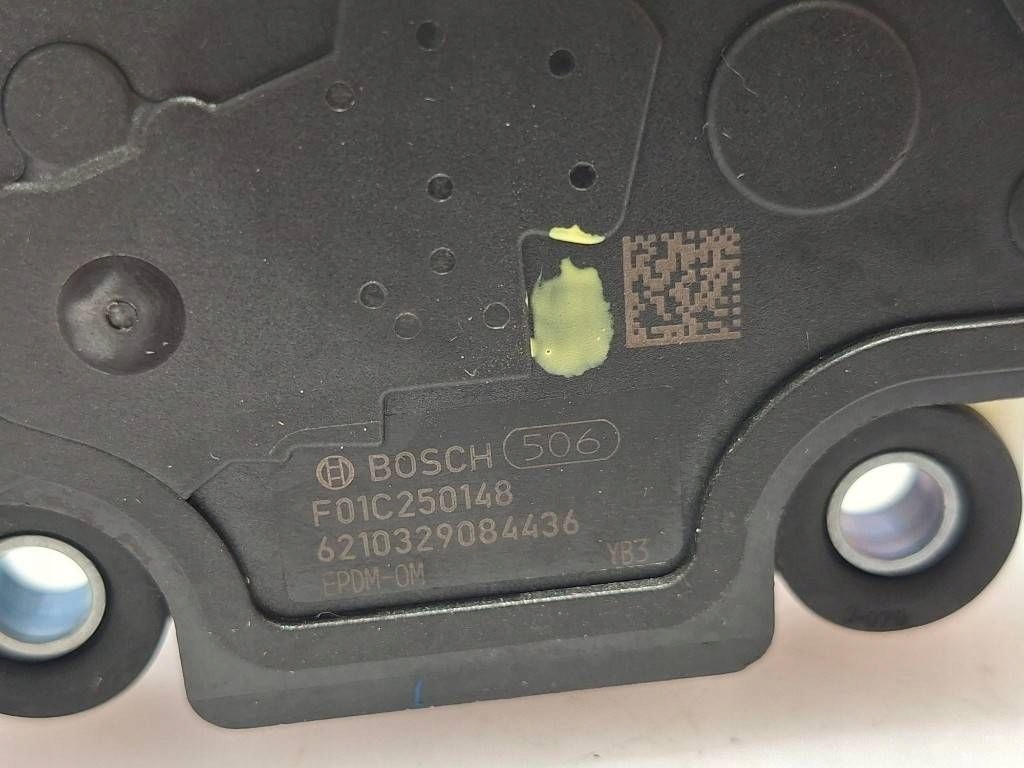 BOSCH 506
F01C250148
6210329084436
EPDM-OM YB3